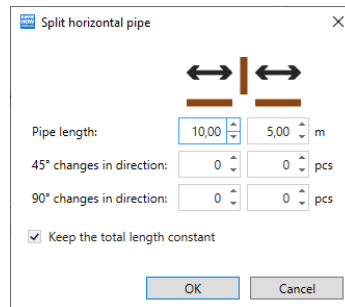 Split horizontal pipe
Pipe length: 10,00 5,00 m
45° changes in direction: 0 0 pcs
90° changes in direction: 0 0 pcs
Keep the total length constant
OK Cancel